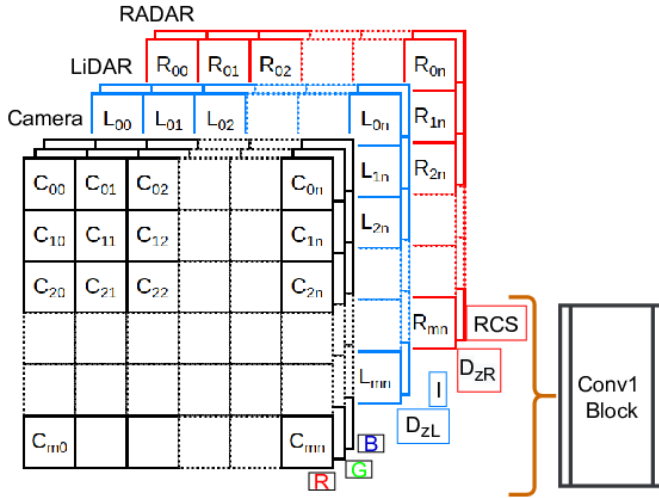 RADAR
R00 R01 R02 R0n
LiDAR
L00 L01 L02 L0n R1n
Camera
L1n R2n
C00 C01 C02 C0n
L2n
C10 C11 C12 C1n
C20 C21 C22 C2n
Rmn RCS
DzR
Lmn I
Conv1
Block
DzL
Cm0 Cmn B
G
R